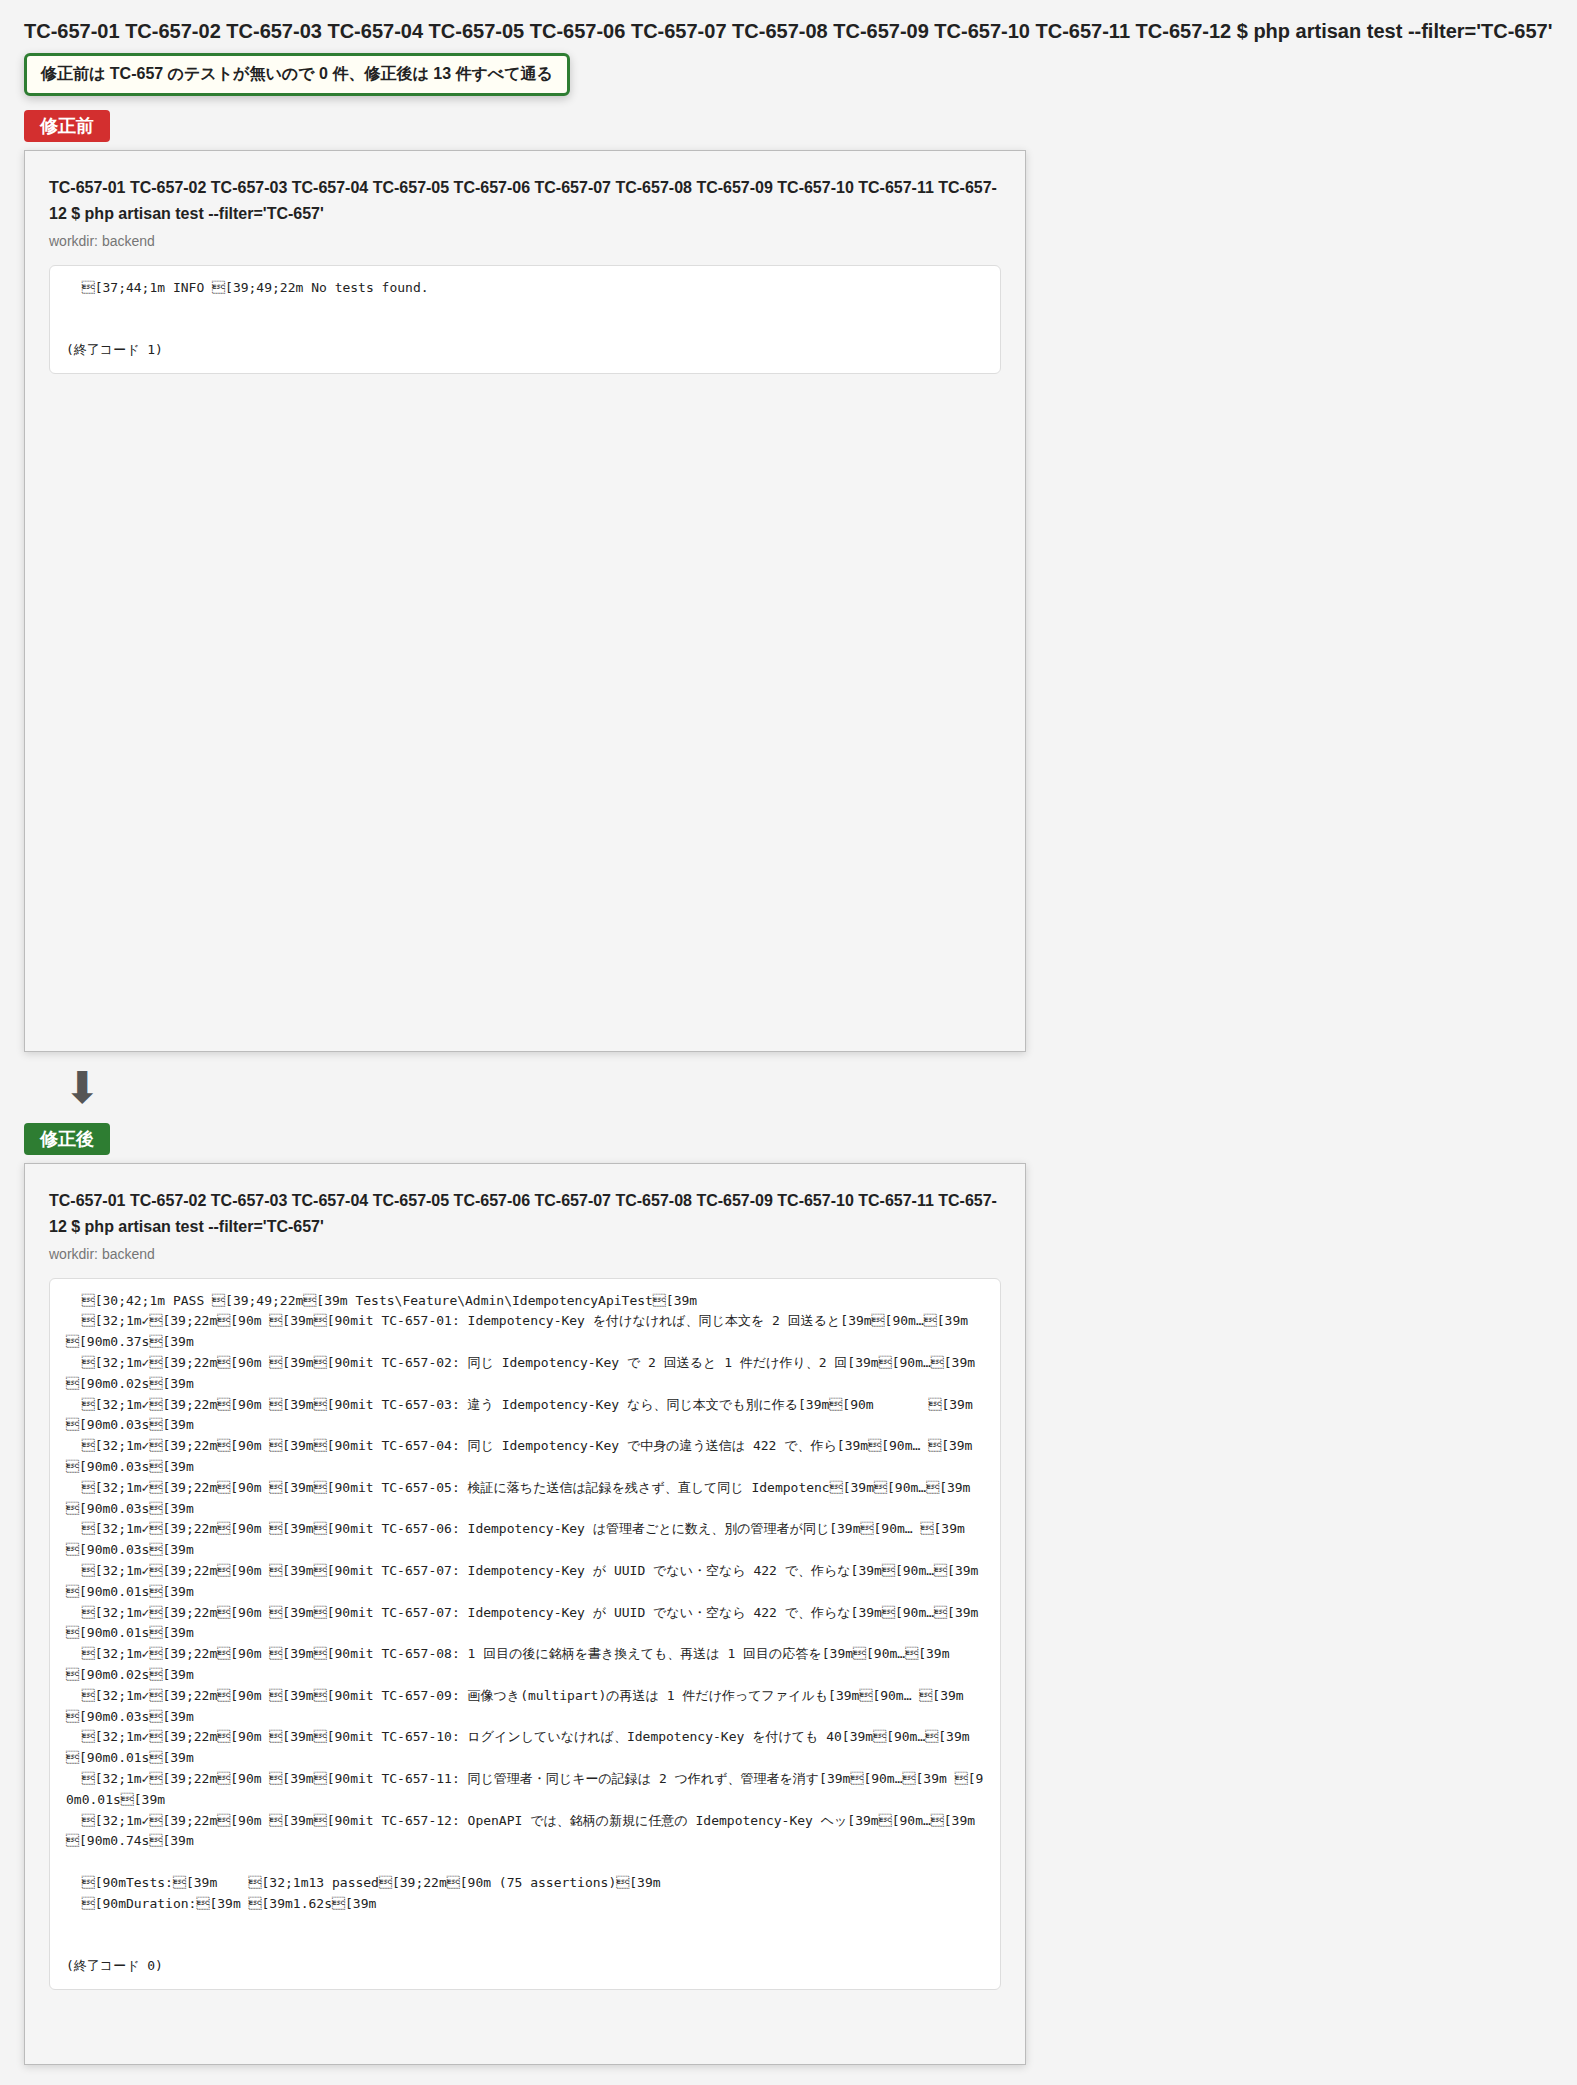 TC-657-01 TC-657-02 TC-657-03 TC-657-04 TC-657-05 TC-657-06 TC-657-07 TC-657-08 TC-657-09 TC-657-10 TC-657-11 TC-657-12 $ php artisan test --filter='TC-657'
修正前は TC-657 のテストが無いので 0 件、修正後は 13 件すべて通る
修正前
TC-657-01 TC-657-02 TC-657-03 TC-657-04 TC-657-05 TC-657-06 TC-657-07 TC-657-08 TC-657-09 TC-657-10 TC-657-11 TC-657-
12 $ php artisan test --filter='TC-657'
workdir: backend
␛[37;44;1m INFO ␛[39;49;22m No tests found.
(終了コード 1)
⬇
修正後
TC-657-01 TC-657-02 TC-657-03 TC-657-04 TC-657-05 TC-657-06 TC-657-07 TC-657-08 TC-657-09 TC-657-10 TC-657-11 TC-657-
12 $ php artisan test --filter='TC-657'
workdir: backend
␛[30;42;1m PASS ␛[39;49;22m␛[39m Tests\Feature\Admin\IdempotencyApiTest␛[39m
␛[32;1m✓␛[39;22m␛[90m ␛[39m␛[90mit TC-657-01: Idempotency-Key を付けなければ、同じ本文を 2 回送ると[39m␛[90m…␛[39m
␛[90m0.37s␛[39m
␛[32;1m✓␛[39;22m␛[90m ␛[39m␛[90mit TC-657-02: 同じ Idempotency-Key で 2 回送ると 1 件だけ作り、2 回[39m␛[90m…␛[39m
␛[90m0.02s␛[39m
␛[32;1m✓␛[39;22m␛[90m ␛[39m␛[90mit TC-657-03: 違う Idempotency-Key なら、同じ本文でも別に作る[39m␛[90m       ␛[39m
␛[90m0.03s␛[39m
␛[32;1m✓␛[39;22m␛[90m ␛[39m␛[90mit TC-657-04: 同じ Idempotency-Key で中身の違う送信は 422 で、作ら[39m␛[90m… ␛[39m
␛[90m0.03s␛[39m
␛[32;1m✓␛[39;22m␛[90m ␛[39m␛[90mit TC-657-05: 検証に落ちた送信は記録を残さず、直して同じ Idempotenc␛[39m␛[90m…␛[39m
␛[90m0.03s␛[39m
␛[32;1m✓␛[39;22m␛[90m ␛[39m␛[90mit TC-657-06: Idempotency-Key は管理者ごとに数え、別の管理者が同じ[39m␛[90m… ␛[39m
␛[90m0.03s␛[39m
␛[32;1m✓␛[39;22m␛[90m ␛[39m␛[90mit TC-657-07: Idempotency-Key が UUID でない・空なら 422 で、作らな[39m␛[90m…␛[39m
␛[90m0.01s␛[39m
␛[32;1m✓␛[39;22m␛[90m ␛[39m␛[90mit TC-657-07: Idempotency-Key が UUID でない・空なら 422 で、作らな[39m␛[90m…␛[39m
␛[90m0.01s␛[39m
␛[32;1m✓␛[39;22m␛[90m ␛[39m␛[90mit TC-657-08: 1 回目の後に銘柄を書き換えても、再送は 1 回目の応答を[39m␛[90m…␛[39m
␛[90m0.02s␛[39m
␛[32;1m✓␛[39;22m␛[90m ␛[39m␛[90mit TC-657-09: 画像つき(multipart)の再送は 1 件だけ作ってファイルも[39m␛[90m… ␛[39m
␛[90m0.03s␛[39m
␛[32;1m✓␛[39;22m␛[90m ␛[39m␛[90mit TC-657-10: ログインしていなければ、Idempotency-Key を付けても 40[39m␛[90m…␛[39m
␛[90m0.01s␛[39m
␛[32;1m✓␛[39;22m␛[90m ␛[39m␛[90mit TC-657-11: 同じ管理者・同じキーの記録は 2 つ作れず、管理者を消す[39m␛[90m…␛[39m ␛[9
0m0.01s␛[39m
␛[32;1m✓␛[39;22m␛[90m ␛[39m␛[90mit TC-657-12: OpenAPI では、銘柄の新規に任意の Idempotency-Key ヘッ[39m␛[90m…␛[39m
␛[90m0.74s␛[39m
␛[90mTests:␛[39m    ␛[32;1m13 passed␛[39;22m␛[90m (75 assertions)␛[39m
␛[90mDuration:␛[39m ␛[39m1.62s␛[39m
(終了コード 0)